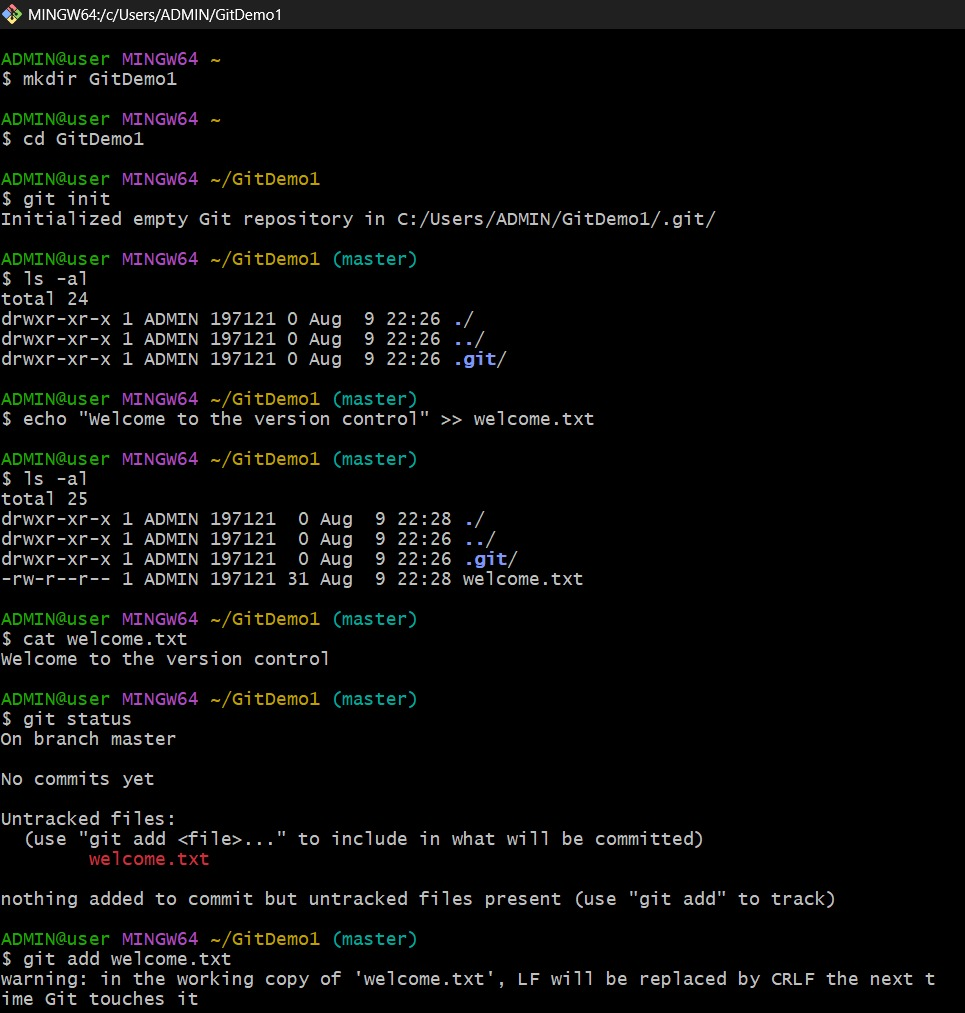 MINGW64:/c/Users/ADMIN/GitDemo1
ADMIN@user MINGW64 ~
$ mkdir GitDemo1
ADMIN@user MINGW64 ~
$ cd GitDemo1
ADMIN@user MINGW64 ~/GitDemo1
$ git init
Initialized empty Git repository in C:/Users/ADMIN/GitDemo1/.git/
ADMIN@user MINGW64 ~/GitDemo1 (master)
$ ls -al
total 24
drwxr-xr-x 1 ADMIN 197121 0 Aug  9 22:26 ./
drwxr-xr-x 1 ADMIN 197121 0 Aug  9 22:26 ../
drwxr-xr-x 1 ADMIN 197121 0 Aug  9 22:26 .git/
ADMIN@user MINGW64 ~/GitDemo1 (master)
$ echo "Welcome to the version control" >> welcome.txt
ADMIN@user MINGW64 ~/GitDemo1 (master)
$ ls -al
total 25
drwxr-xr-x 1 ADMIN 197121  0 Aug  9 22:28 ./
drwxr-xr-x 1 ADMIN 197121  0 Aug  9 22:26 ../
drwxr-xr-x 1 ADMIN 197121  0 Aug  9 22:26 .git/
-rw-r--r-- 1 ADMIN 197121 31 Aug  9 22:28 welcome.txt
ADMIN@user MINGW64 ~/GitDemo1 (master)
$ cat welcome.txt
Welcome to the version control
ADMIN@user MINGW64 ~/GitDemo1 (master)
$ git status
On branch master
No commits yet
Untracked files:
  (use "git add <file>..." to include in what will be committed)
        welcome.txt
nothing added to commit but untracked files present (use "git add" to track)
ADMIN@user MINGW64 ~/GitDemo1 (master)
$ git add welcome.txt
warning: in the working copy of 'welcome.txt', LF will be replaced by CRLF the next t
ime Git touches it